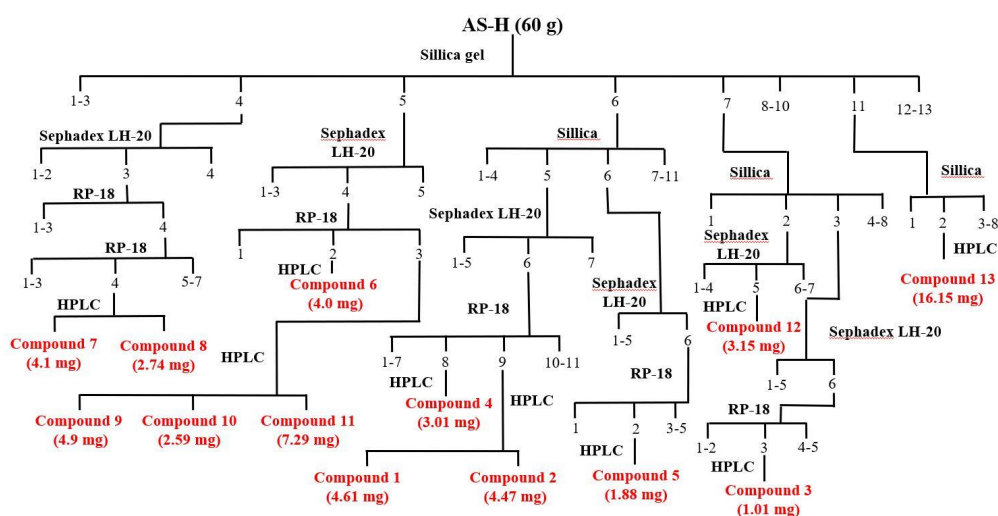 AS-H (60 g)
Sillica gel
1-3
4
5
6
7
8-10
11
12-13
Sephadex LH-20
Sephadex
LH-20
Sillica
1-2
3
4
1-3
4
5
1-4
5
6
7-11
Sillica
Sillica
RP-18
RP-18
1
2
3
4-8
1
2
3-8
1-3
4
1
2
3
Sephadex LH-20
Sephadex
LH-20
HPLC
RP-18
HPLC
1-5
6
7
1-3
4
5-7
Compound 6
(4.0 mg)
Sephadex
LH-20
1-4
5
6-7
Compound 13
(16.15 mg)
HPLC
HPLC
RP-18
1-5
6
Compound 12
(3.15 mg)
Sephadex LH-20
Compound 7
(4.1 mg)
Compound 8
(2.74 mg)
HPLC
1-7
8
9
10-11
RP-18
1-5
6
HPLC
HPLC
RP-18
Compound 9
(4.9 mg)
Compound 10
(2.59 mg)
Compound 11
(7.29 mg)
Compound 4
(3.01 mg)
1
2
3-5
1-2
3
4-5
HPLC
HPLC
Compound 1
(4.61 mg)
Compound 2
(4.47 mg)
Compound 5
(1.88 mg)
Compound 3
(1.01 mg)